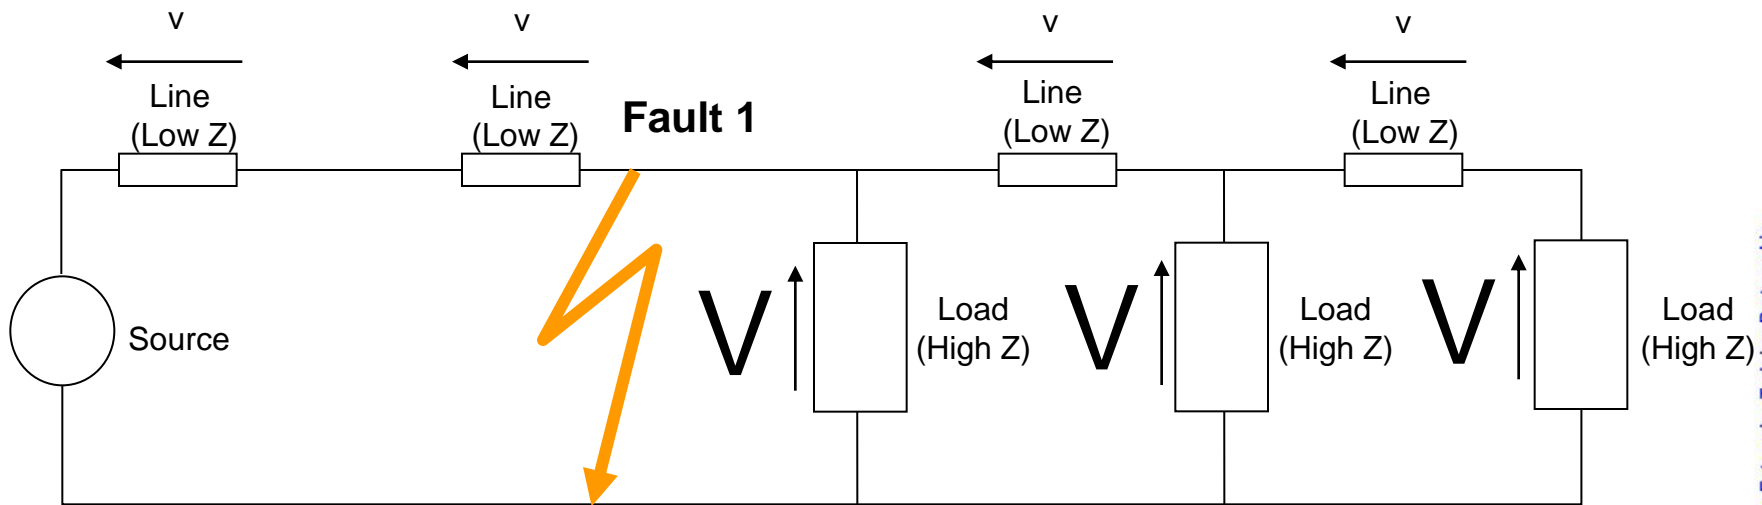 v
v
v
v
Line
(Low Z)
Line
(Low Z)
Fault 1
Line
(Low Z)
Line
(Low Z)
Source
V
Load
(High Z)
V
Load
(High Z)
V
Load
(High Z)